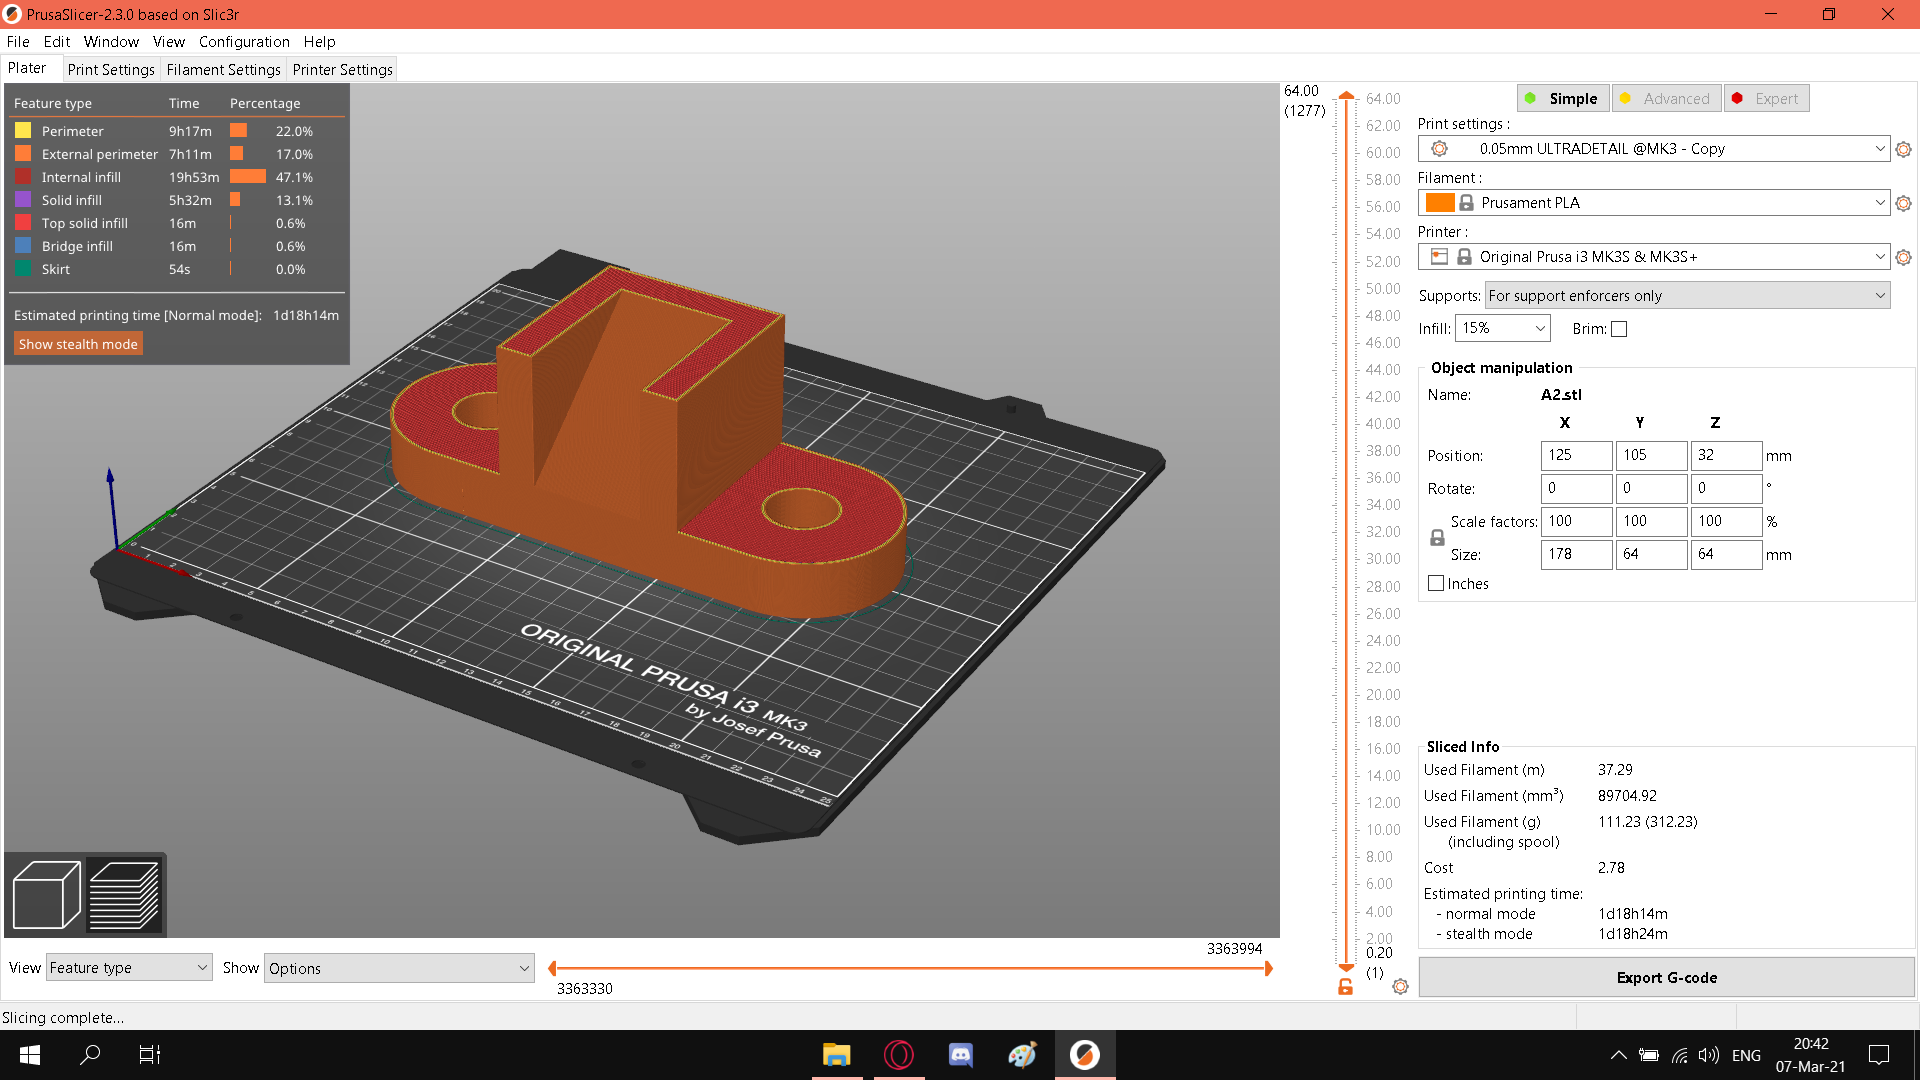 PrusaSlicer-2.3.0 based on Slic3r
File Edit Window View Configuration Help
Plater Print Settings Filament Settings Printer Settings
Feature type Time Percentage
Perimeter 9h17m 22.0%
External perimeter 7h11m 17.0%
Internal infill 19h53m 47.1%
Solid infill 5h32m 13.1%
Top solid infill 16m 0.6%
Bridge infill 16m 0.6%
Skirt 54s 0.0%
Estimated printing time [Normal mode]: 1d18h14m
Show stealth mode
ORIGINAL PRUSA i3 MK3
by Josef Prusa
64.00
(1277)
64.00
62.00
60.00
58.00
56.00
54.00
52.00
50.00
48.00
46.00
44.00
42.00
40.00
38.00
36.00
34.00
32.00
30.00
28.00
26.00
24.00
22.00
20.00
18.00
16.00
14.00
12.00
10.00
8.00
6.00
4.00
2.00
0.20
(1)
Simple Advanced Expert
Print settings :
0.05mm ULTRADETAIL @MK3 - Copy
Filament :
Prusament PLA
Printer :
Original Prusa i3 MK3S & MK3S+
Supports: For support enforcers only
Infill: 15% Brim:
Object manipulation
Name: A2.stl
X Y Z
Position: 125 105 32 mm
Rotate: 0 0 0 °
Scale factors: 100 100 100 %
Size: 178 64 64 mm
Inches
Sliced Info
Used Filament (m) 37.29
Used Filament (mm³) 89704.92
Used Filament (g) 111.23 (312.23)
(including spool)
Cost 2.78
Estimated printing time:
- normal mode 1d18h14m
- stealth mode 1d18h24m
Export G-code
View Feature type Show Options
3363994
3363330
Slicing complete...
ENG
20:42
07-Mar-21